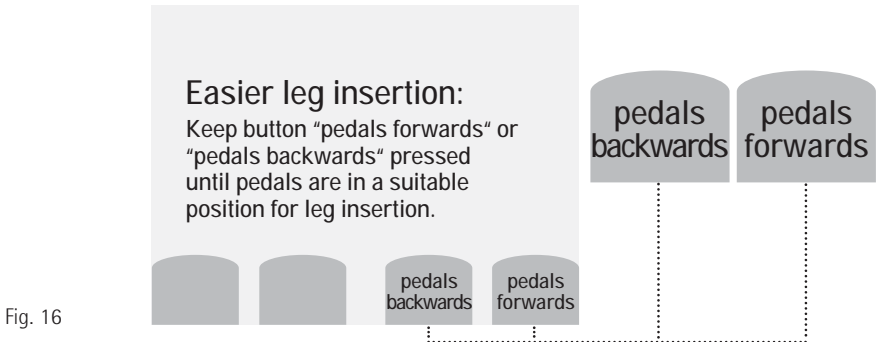 Easier leg insertion:
Keep button “pedals forwards“ or
“pedals backwards“ pressed
until pedals are in a suitable
position for leg insertion.
pedals
backwards
pedals
forwards
pedals
backwards
pedals
forwards
Fig. 16